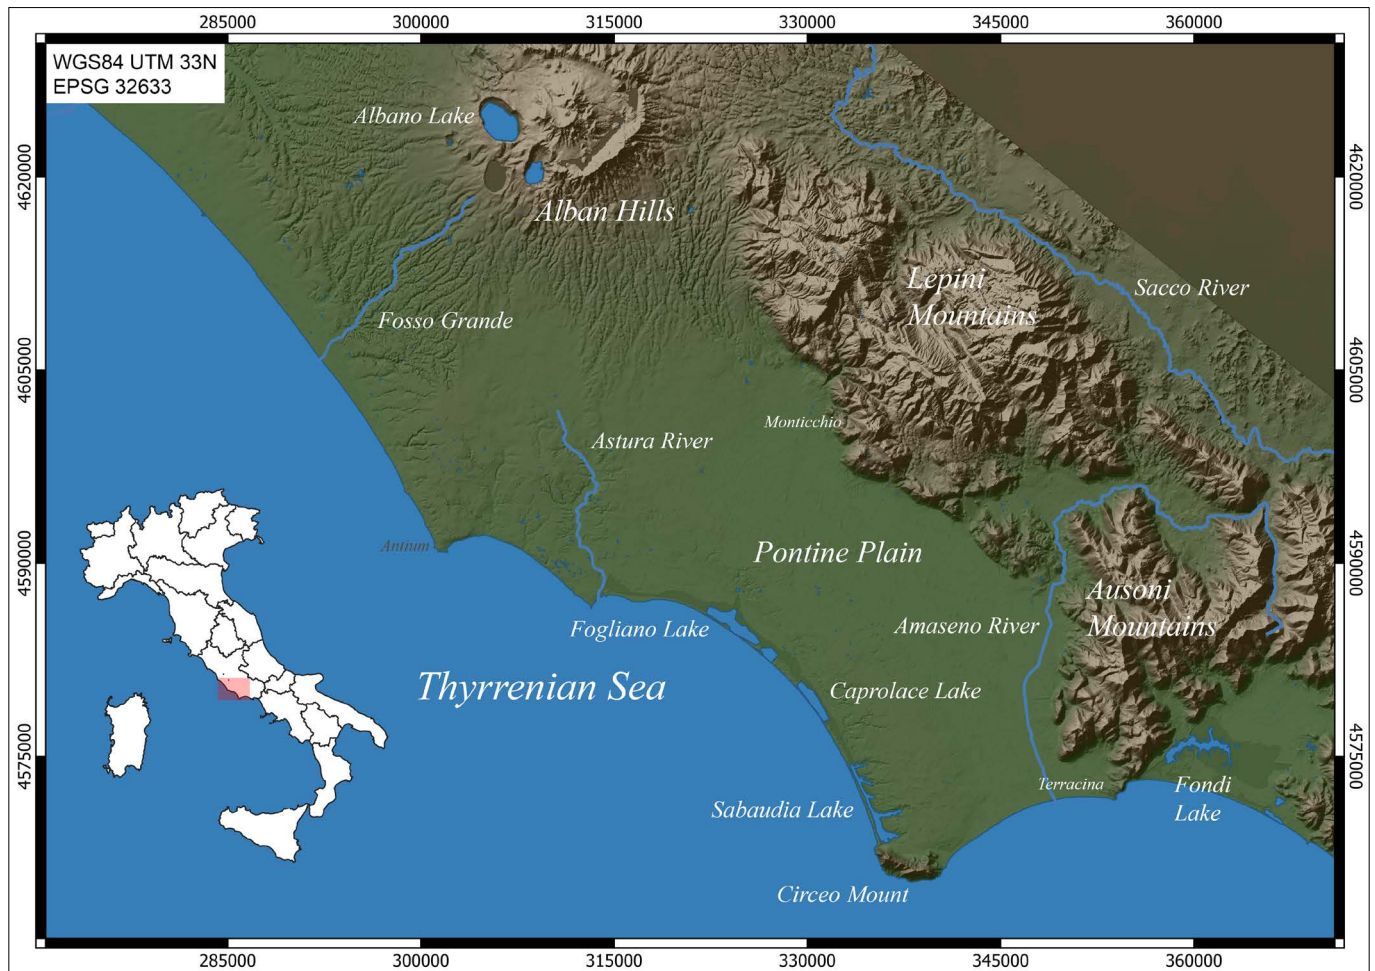 285000 300000 315000 330000 345000 360000
WGS84 UTM 33N
EPSG 32633
Albano Lake
4620000
4620000
Alban Hills
Lepini
Mountains
Sacco River
Fosso Grande
4605000
4605000
Monticchio
Astura River
Antium
Pontine Plain
4590000
4590000
Ausoni
Mountains
Fogliano Lake
Amaseno River
Thyrrenian Sea
Caprolace Lake
4575000
4575000
Terracina
Fondi
Lake
Sabaudia Lake
Circeo Mount
285000 300000 315000 330000 345000 360000